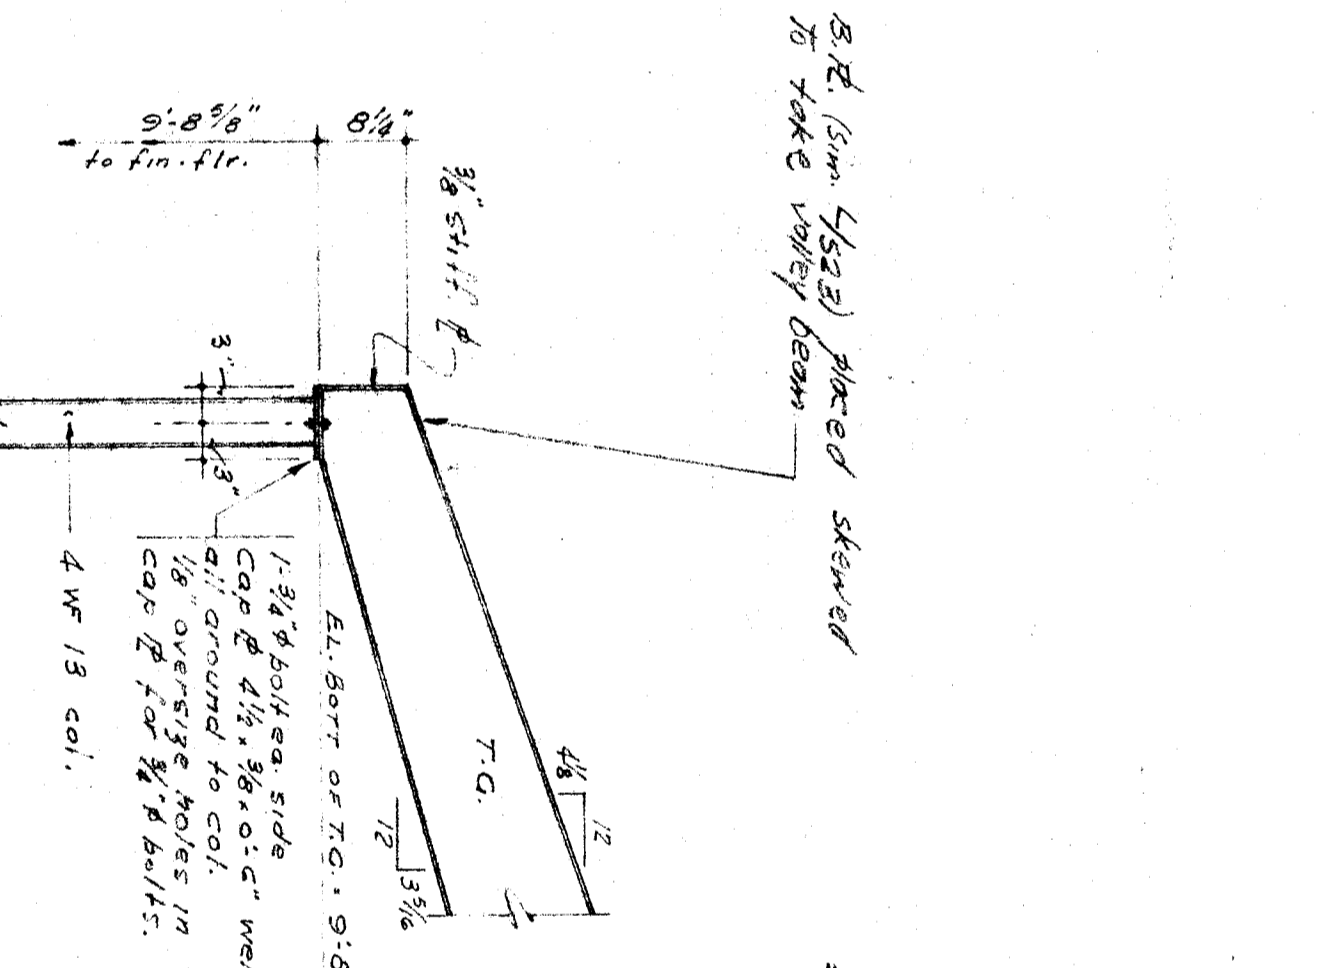 B.℄. (Sim. 4/S23) placed skewed
to take valley beam
9'-8 5/8"
to fin. flr.
8 1/4"
3/8" stiff. ℄
3"
3"
4 1/8
12
T.G.
12
3 5/16
EL. BOTT OF T.G. = 9'-8
1-3/4"ø bolt ea. side
Cap ℄ 4 1/2 x 3/8 x 0'-6"
all around to col.
1/8" oversize holes in
cap ℄ for 3/4"ø bolts.
4 WF 13 col.